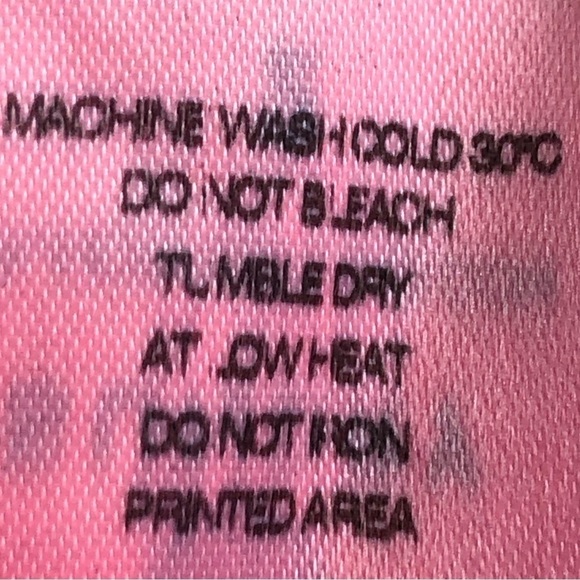 MACHINE WASH COLD 30°C
DO NOT BLEACH
TUMBLE DRY
AT LOW HEAT
DO NOT IRON
PRINTED AREA